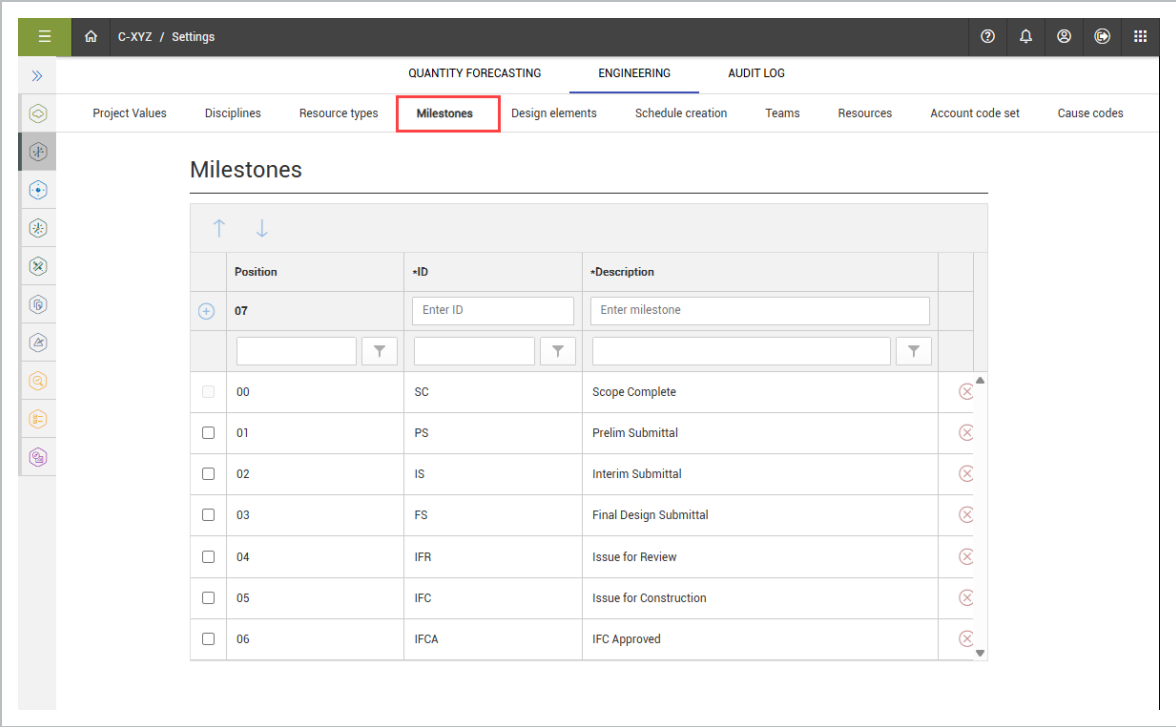 C-XYZ / Settings
QUANTITY FORECASTING ENGINEERING AUDIT LOG
Project Values Disciplines Resource types Milestones Design elements Schedule creation Teams Resources Account code set Cause codes
Milestones
Position *ID *Description
07 Enter ID Enter milestone
00 SC Scope Complete
01 PS Prelim Submittal
02 IS Interim Submittal
03 FS Final Design Submittal
04 IFR Issue for Review
05 IFC Issue for Construction
06 IFCA IFC Approved